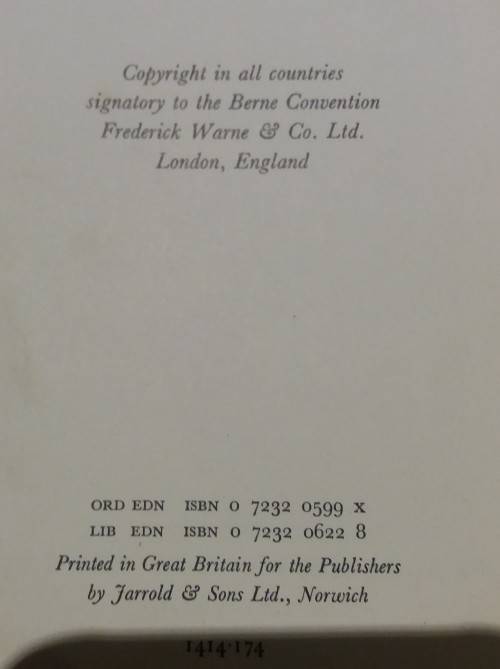 Copyright in all countries
signatory to the Berne Convention
Frederick Warne & Co. Ltd.
London, England
ORD EDN ISBN 0 7232 0599 x
LIB EDN ISBN 0 7232 0622 8
Printed in Great Britain for the Publishers
by Jarrold & Sons Ltd., Norwich
1414·174